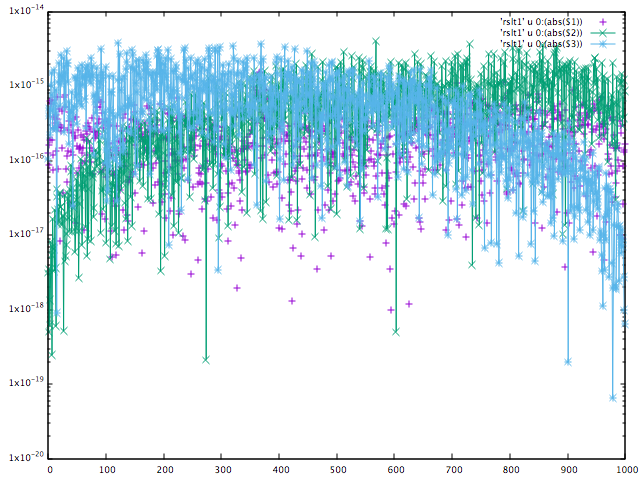 1x10-14
1x10-15
1x10-16
1x10-17
1x10-18
1x10-19
1x10-20
0 100 200 300 400 500 600 700 800 900 1000
'rslt1' u 0:(abs($1))
'rslt1' u 0:(abs($2))
'rslt1' u 0:(abs($3))